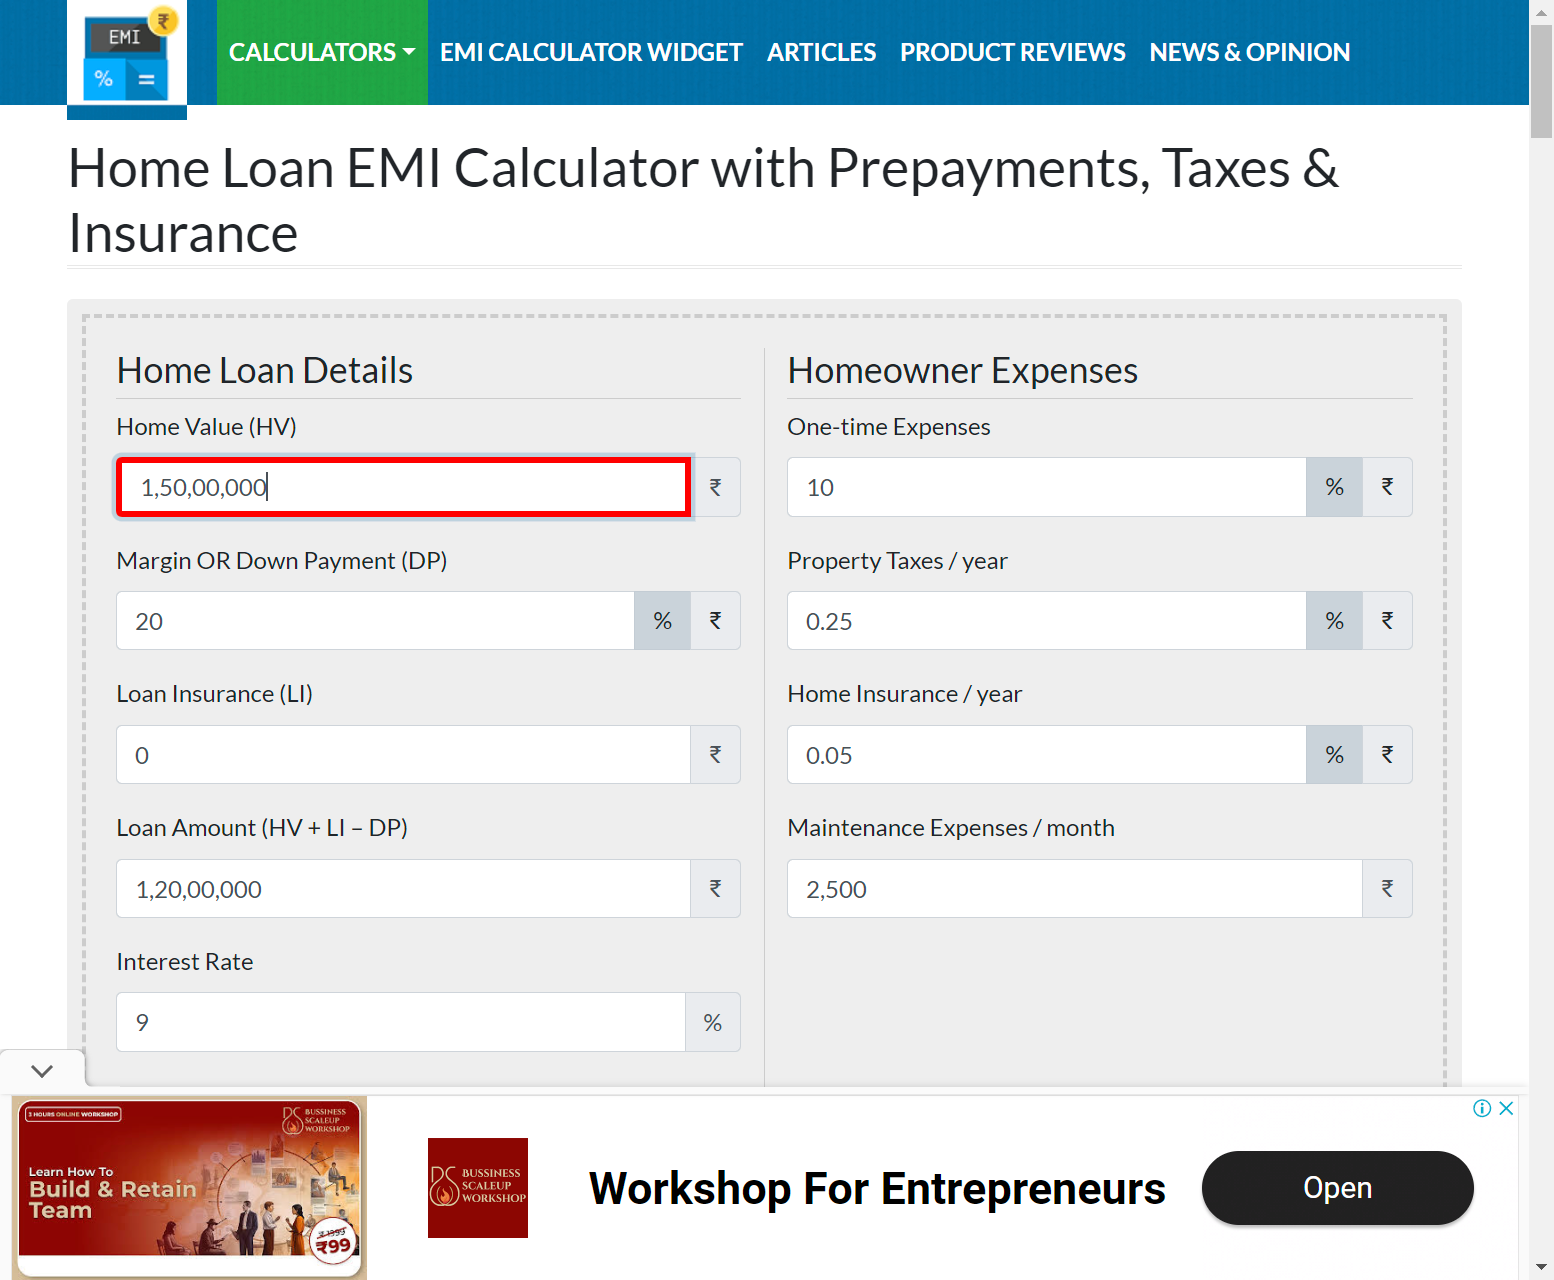 EMI
₹
%
=
CALCULATORS
EMI CALCULATOR WIDGET
ARTICLES
PRODUCT REVIEWS
NEWS & OPINION
Home Loan EMI Calculator with Prepayments, Taxes &
Insurance
Home Loan Details
Home Value (HV)
1,50,00,000
₹
Margin OR Down Payment (DP)
20
%
₹
Loan Insurance (LI)
0
₹
Loan Amount (HV + LI – DP)
1,20,00,000
₹
Interest Rate
9
%
Homeowner Expenses
One-time Expenses
10
%
₹
Property Taxes / year
0.25
%
₹
Home Insurance / year
0.05
%
₹
Maintenance Expenses / month
2,500
₹
3 HOURS ONLINE WORKSHOP
BUSSINESS
SCALEUP
WORKSHOP
Learn How To
Build & Retain
Team
₹1399
₹99
BUSSINESS
SCALEUP
WORKSHOP
Workshop For Entrepreneurs
Open